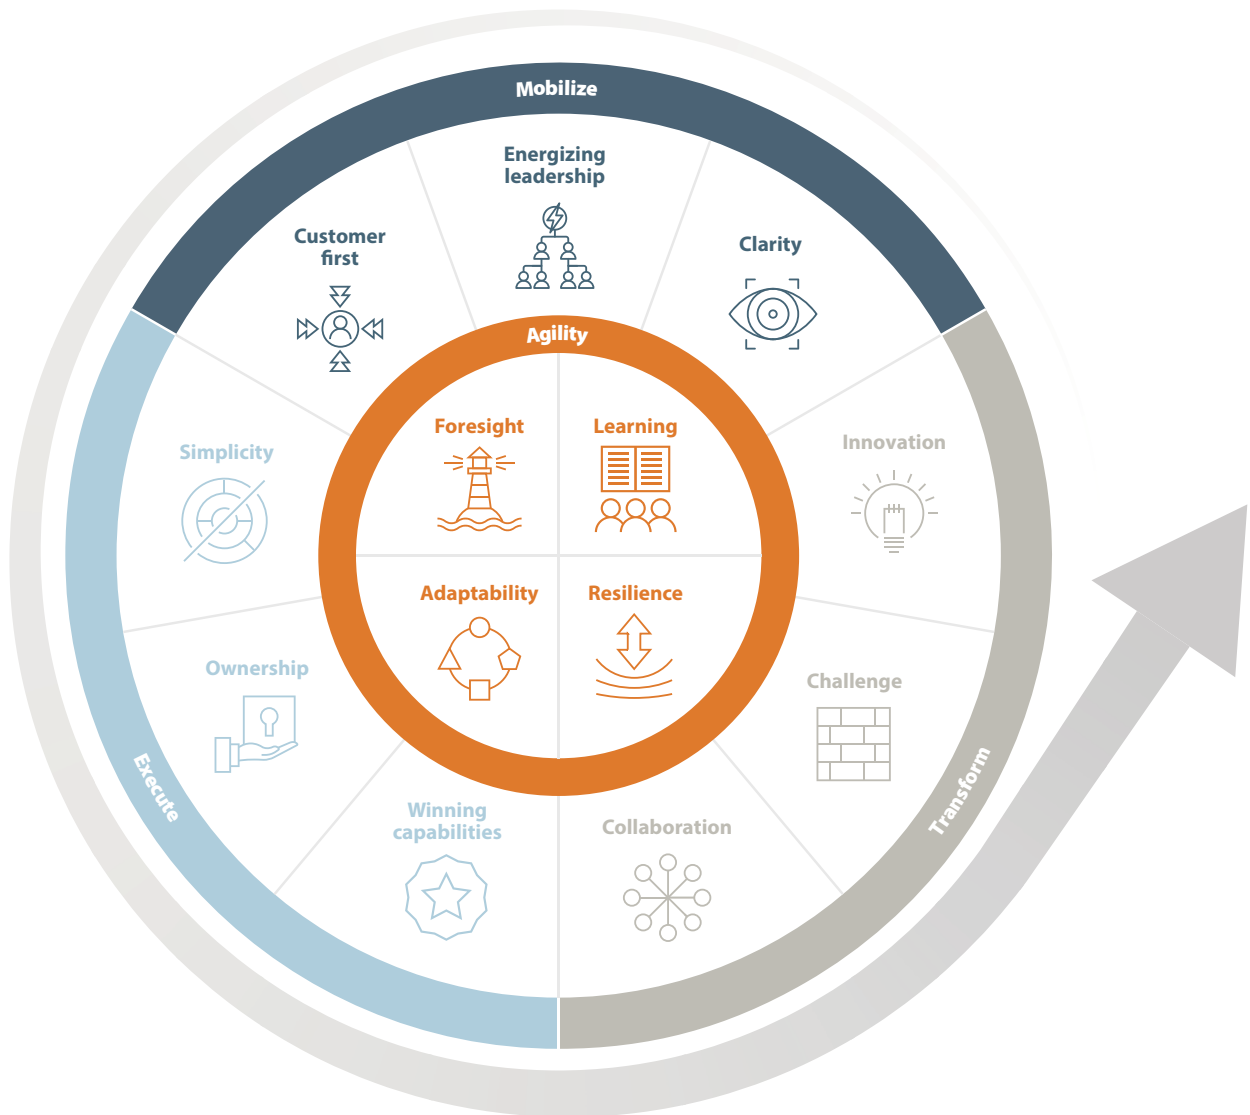 Mobilize
Energizing
leadership
Customer
first
Clarity
Agility
Foresight
Learning
Simplicity
Innovation
Adaptability
Resilience
Ownership
Challenge
Execute
Transform
Winning
capabilities
Collaboration